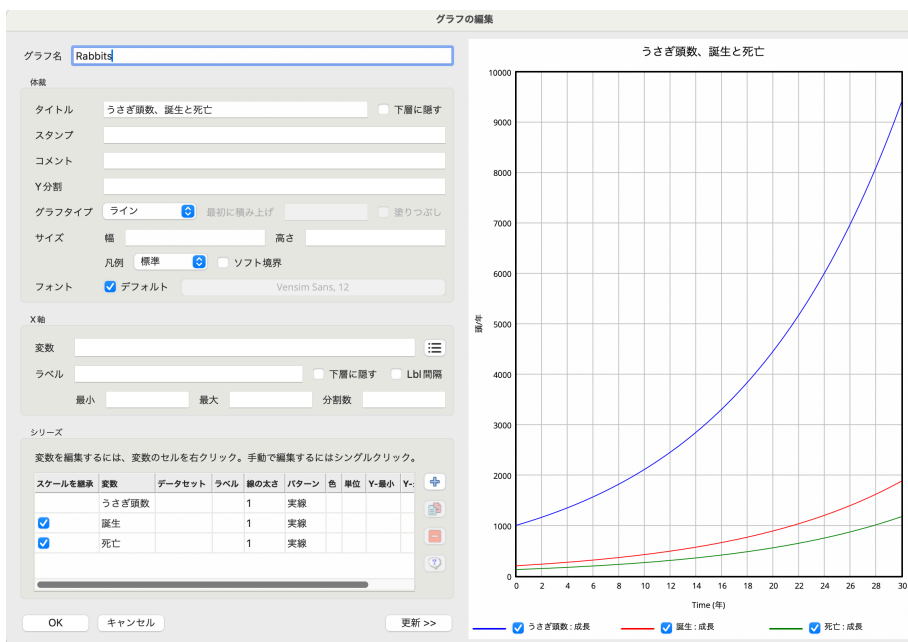 グラフの編集
グラフ名 Rabbits
体裁
タイトル うさぎ頭数、誕生と死亡 下層に隠す
スタンプ
コメント
Y分割
グラフタイプ ライン 最初に積み上げ 塗りつぶし
サイズ 幅 高さ
凡例 標準 ソフト境界
フォント デフォルト Vensim Sans, 12
X軸
変数
ラベル 下層に隠す Lbl間隔
最小 最大 分割数
シリーズ
変数を編集するには、変数のセルを右クリック。手動で編集するにはシングルクリック。
スケールを継承 変数 データセット ラベル 線の太さ パターン 色 単位 Y-最小
うさぎ頭数 1 実線
誕生 1 実線
死亡 1 実線
OK キャンセル 更新 >>
うさぎ頭数、誕生と死亡
10000
9000
8000
7000
6000
5000
4000
3000
2000
1000
0
頭/年
0 2 4 6 8 10 12 14 16 18 20 22 24 26 28 30
Time (年)
うさぎ頭数 : 成長 誕生 : 成長 死亡 : 成長